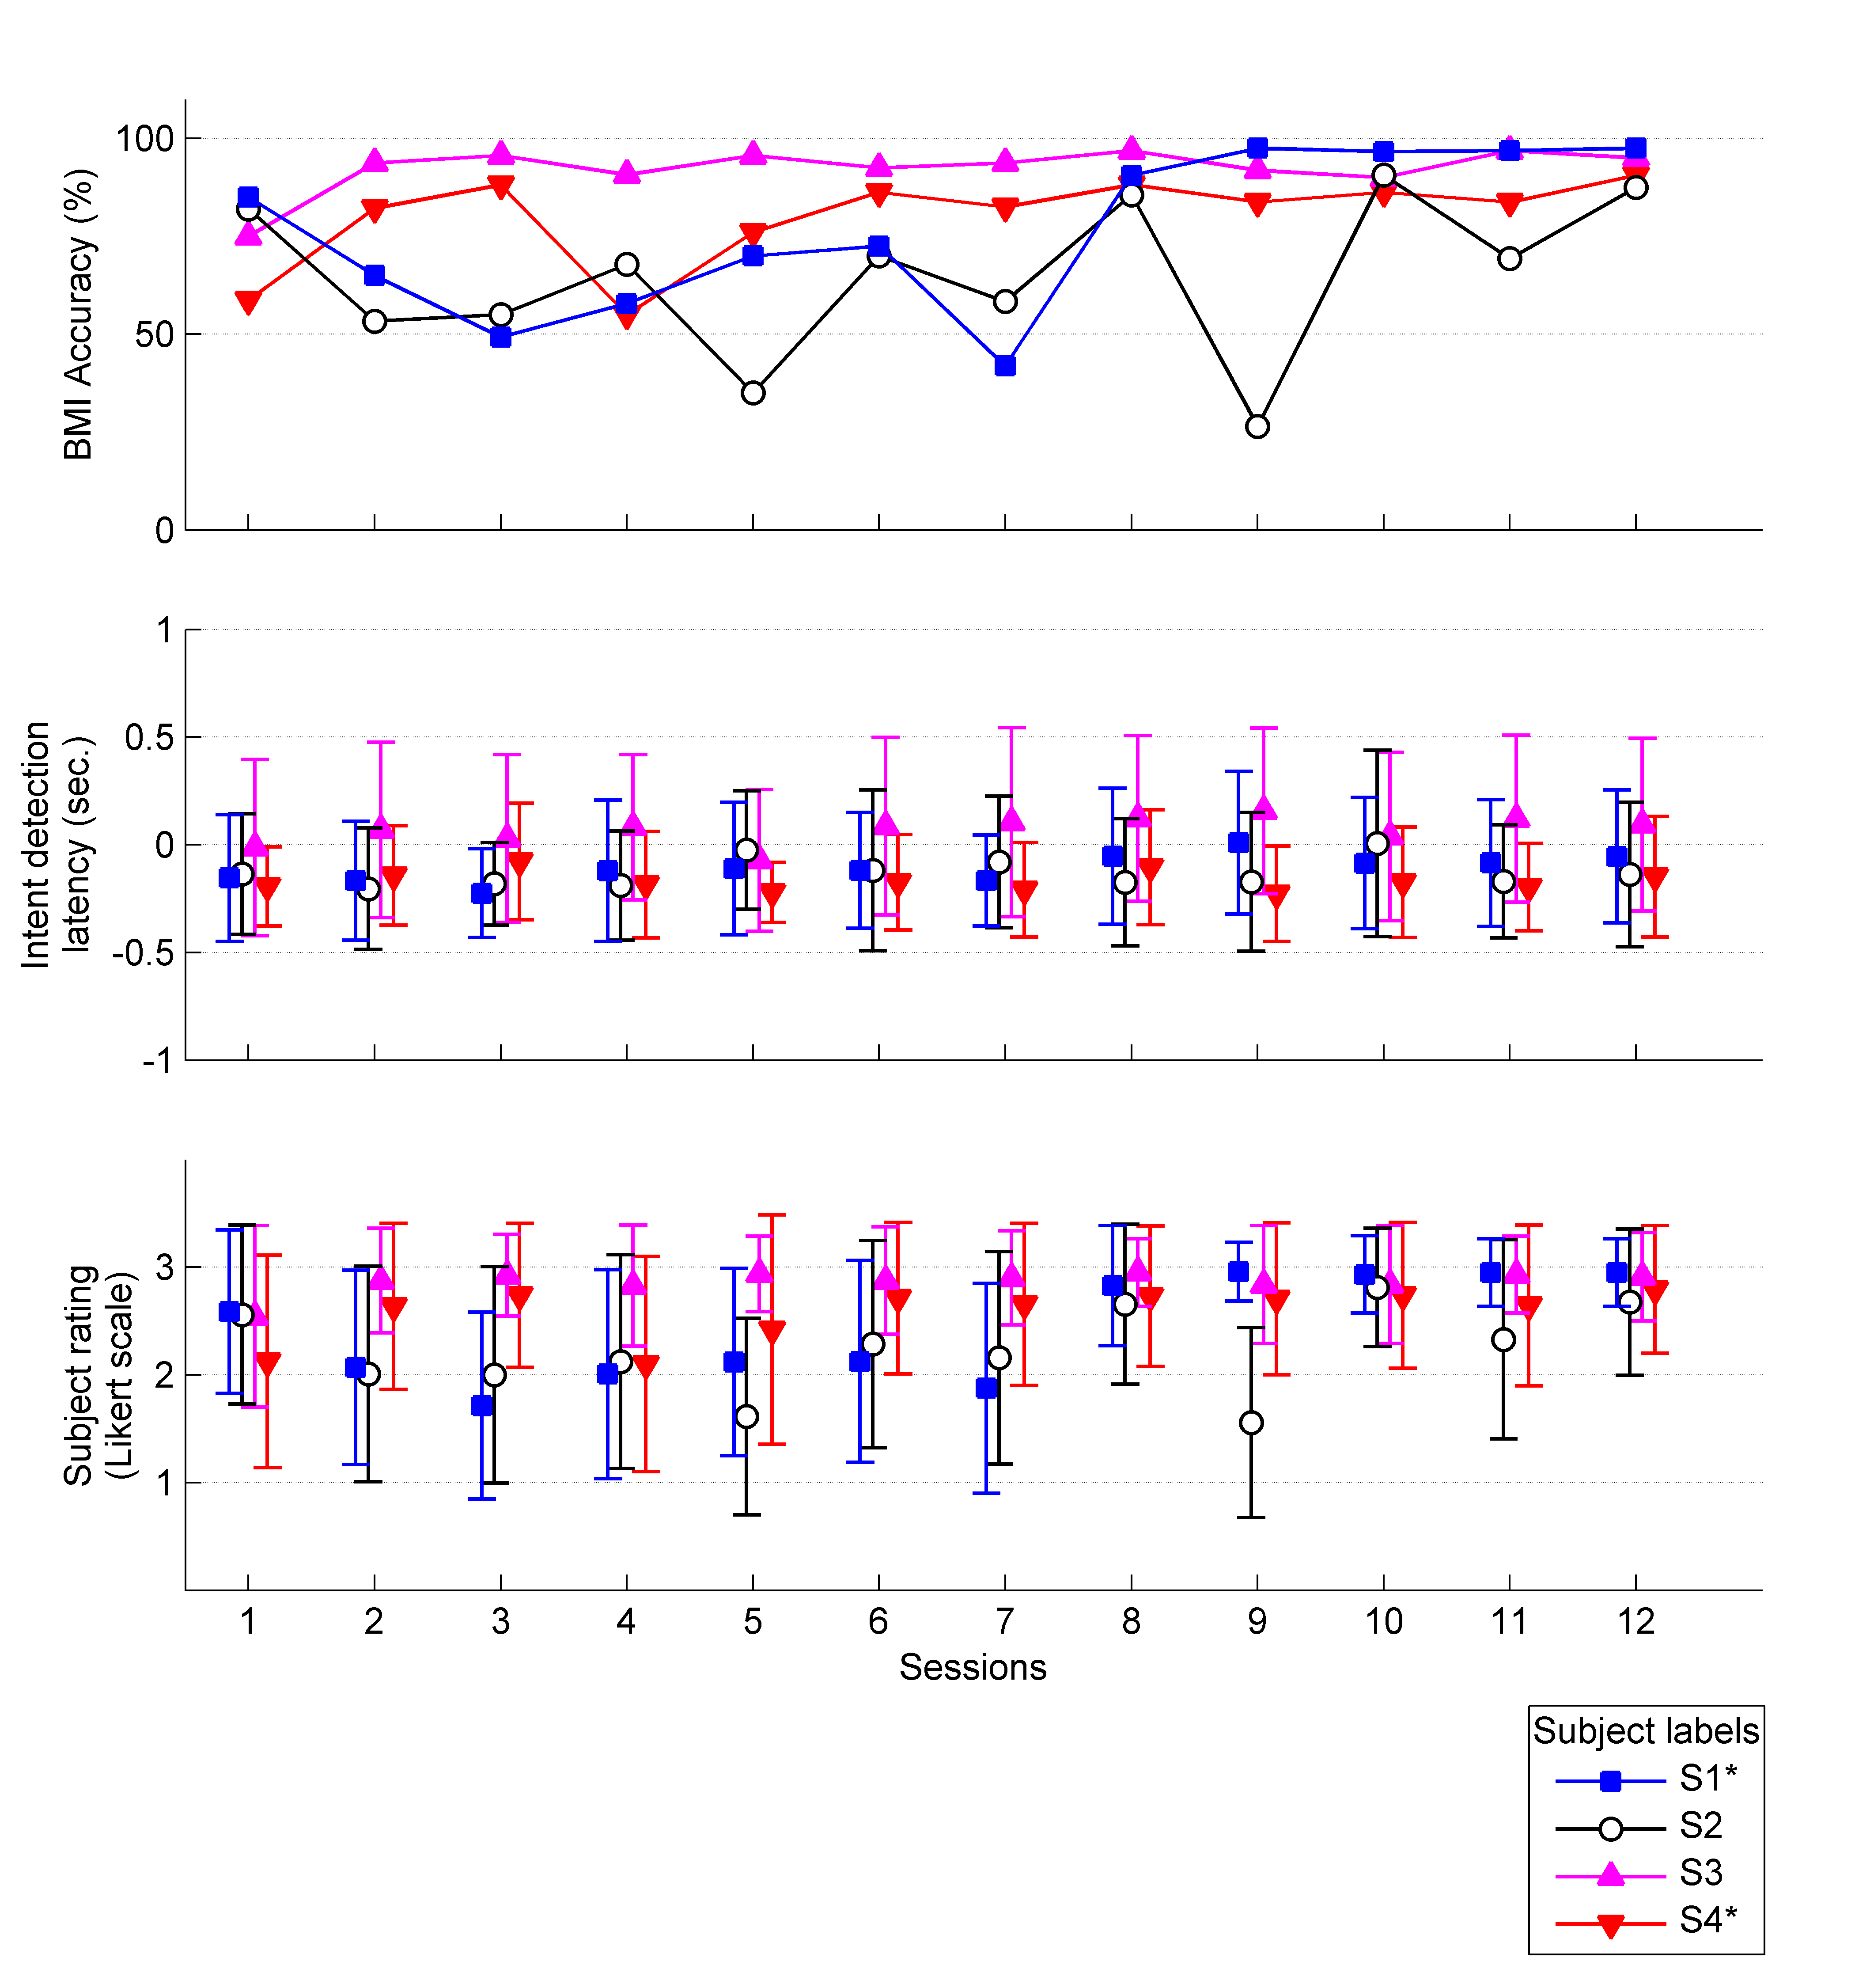 BMI Accuracy (%)
100
50
0
Intent detection
latency (sec.)
1
0.5
0
-0.5
-1
Subject rating
(Likert scale)
3
2
1
1 2 3 4 5 6 7 8 9 10 11 12
Sessions
Subject labels
S1*
S2
S3
S4*